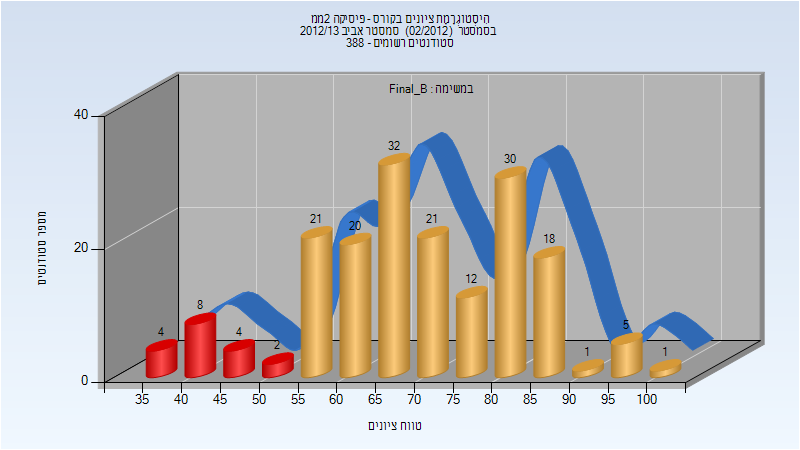 היסטוגרמת ציונים בקורס - פיסיקה 2ממ
בסמסטר (02/2012) סמסטר אביב 2012/13
סטודנטים רשומים - 388
במשימה : Final_B
מספר סטודנטים
40
20
0
4
8
4
2
21
20
32
21
12
30
18
1
5
1
35 40 45 50 55 60 65 70 75 80 85 90 95 100
טווח ציונים